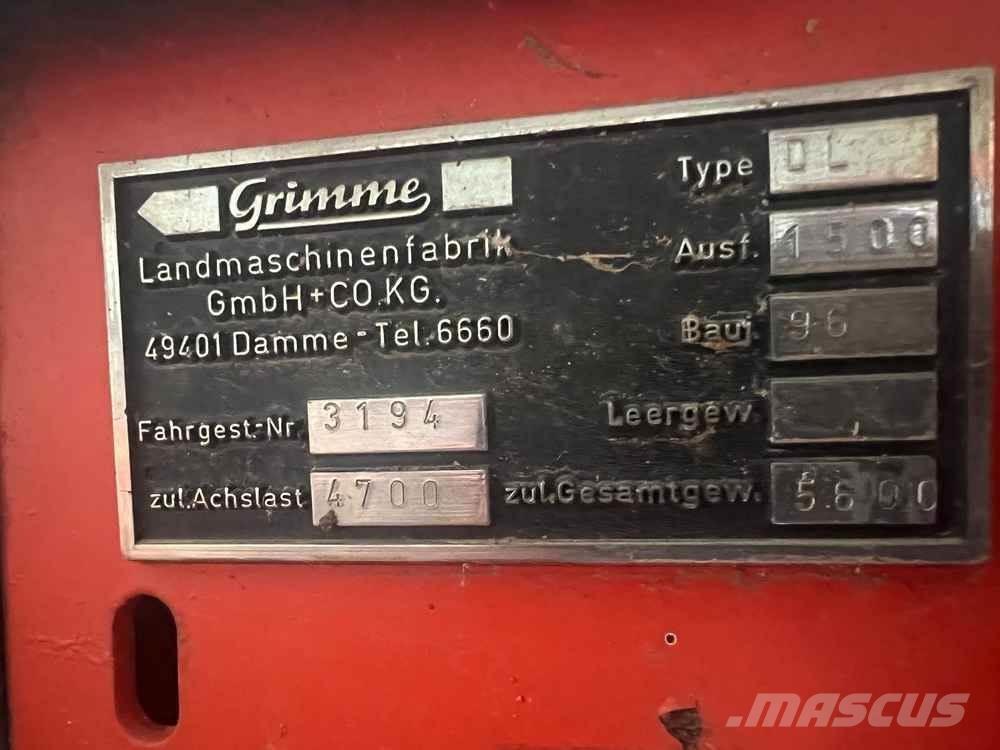 Grimme
Landmaschinenfabrik
GmbH+CO.KG.
49401 Damme-Tel.6660
Fahrgest.-Nr. 3194
zul.Achslast 4700
Type DL
Ausf. 1500
Bauj. 96
Leergew.
zul.Gesamtgew. 5600
MASCUS